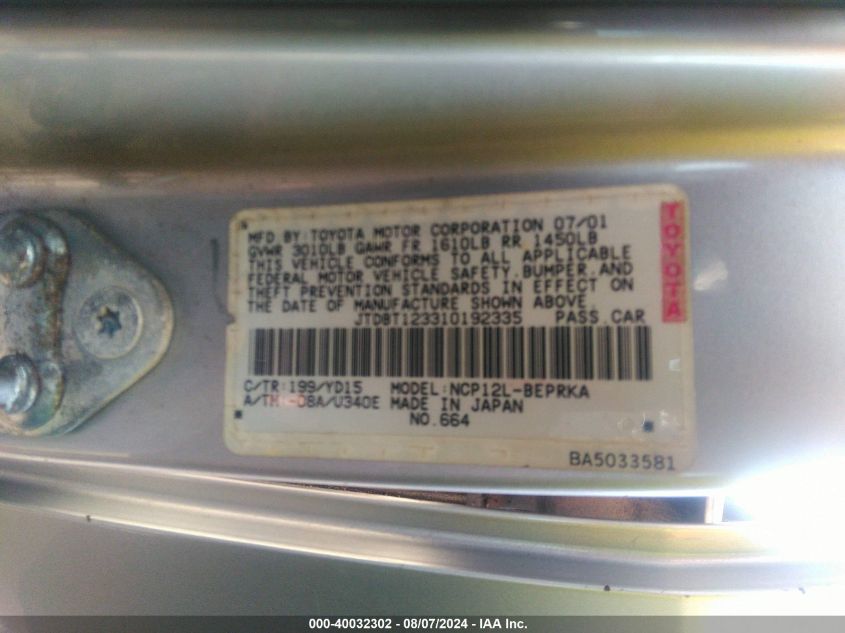 MFD BY:TOYOTA MOTOR CORPORATION 07/01
GVWR 3010LB GAWR FR 1610LB RR 1450LB
THIS VEHICLE CONFORMS TO ALL APPLICABLE
FEDERAL MOTOR VEHICLE SAFETY,BUMPER,AND
THEFT PREVENTION STANDARDS IN EFFECT ON
THE DATE OF MANUFACTURE SHOWN ABOVE.
JTDBT123310192335 PASS.CAR
TOYOTA
C/TR:199/YD15 MODEL:NCP12L-BEPRKA
-08A/U340E MADE IN JAPAN
NO.664
BA5033581
000-40032302 - 08/07/2024 - IAA Inc.